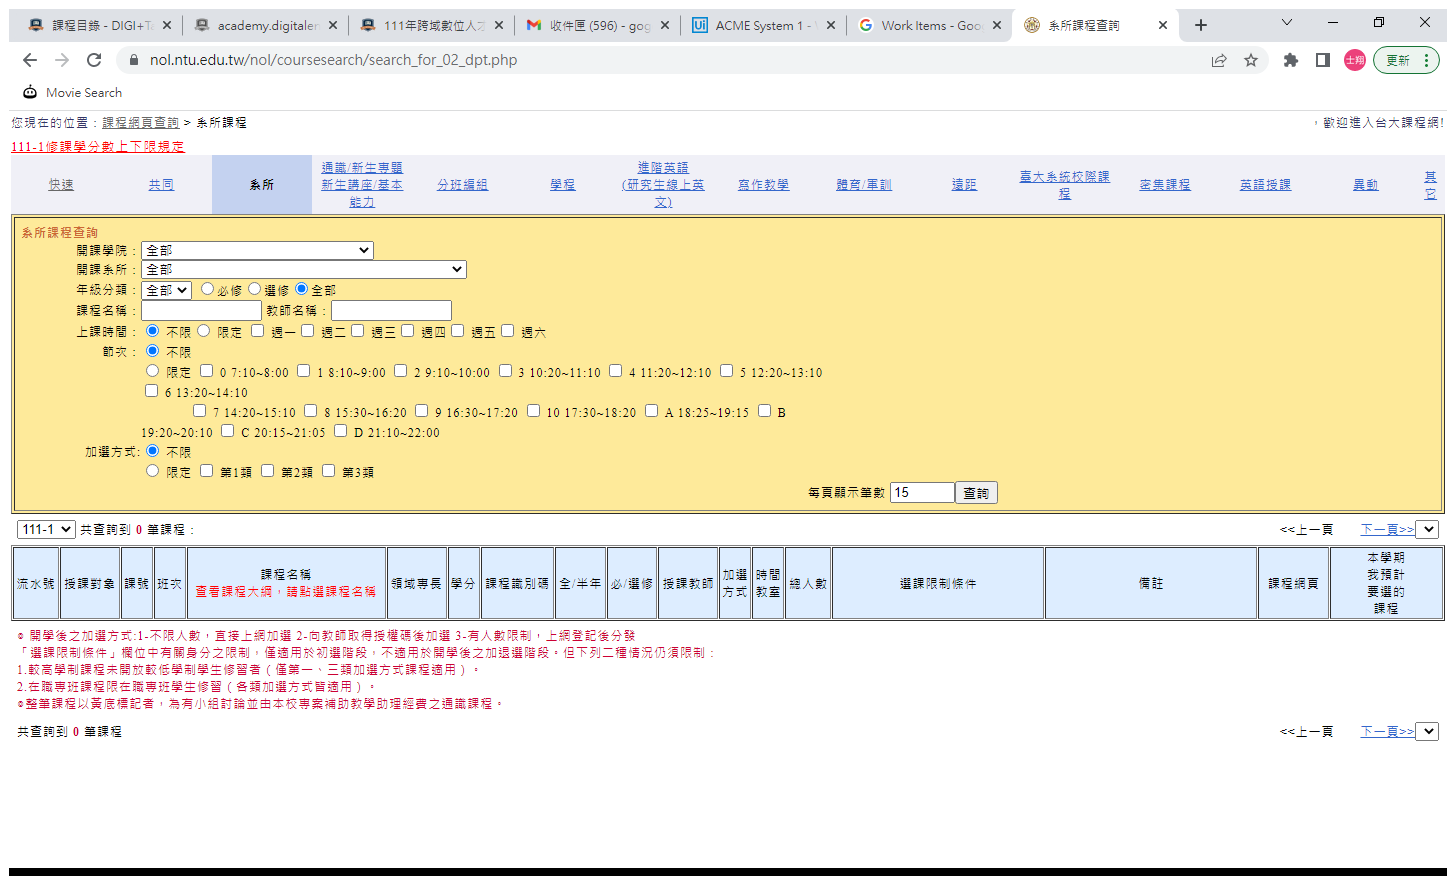 課程目錄 - DIGI+Ta
academy.digitalen
111年跨域數位人才
收件匣 (596) - gog
ACME System 1 -
Work Items - Goo
系所課程查詢
nol.ntu.edu.tw/nol/coursesearch/search_for_02_dpt.php
士翔
更新
Movie Search
您現在的位置：課程網頁查詢 > 系所課程
，歡迎進入台大課程網!
111-1修課學分數上下限規定
快速
共同
系所
通識/新生專題
新生講座/基本
能力
分班編組
學程
進階英語
(研究生線上英
文)
寫作教學
體育/軍訓
遠距
臺大系統校際課
程
密集課程
英語授課
異動
其
它
系所課程查詢
開課學院：全部
開課系所：全部
年級分類：全部 必修 選修 全部
課程名稱： 教師名稱：
上課時間： 不限 限定 週一 週二 週三 週四 週五 週六
節次： 不限
限定 0 7:10~8:00 1 8:10~9:00 2 9:10~10:00 3 10:20~11:10 4 11:20~12:10 5 12:20~13:10
6 13:20~14:10
7 14:20~15:10 8 15:30~16:20 9 16:30~17:20 10 17:30~18:20 A 18:25~19:15 B
19:20~20:10 C 20:15~21:05 D 21:10~22:00
加選方式: 不限
限定 第1類 第2類 第3類
每頁顯示筆數 15 查詢
111-1 共查詢到 0 筆課程：
<<上一頁 下一頁>>
流水號
授課對象
課號
班次
課程名稱
查看課程大綱，請點選課程名稱
領域專長
學分
課程識別碼
全/半年
必/選修
授課教師
加選
方式
時間
教室
總人數
選課限制條件
備註
課程網頁
本學期
我預計
要選的
課程
◎ 開學後之加選方式:1-不限人數，直接上網加選 2-向教師取得授權碼後加選 3-有人數限制，上網登記後分發
「選課限制條件」欄位中有關身分之限制，僅適用於初選階段，不適用於開學後之加退選階段。但下列二種情況仍須限制：
1.較高學制課程未開放較低學制學生修習者（僅第一、三類加選方式課程適用）。
2.在職專班課程限在職專班學生修習（各類加選方式皆適用）。
◎整筆課程以黃底標記者，為有小組討論並由本校專案補助教學助理經費之通識課程。
共查詢到 0 筆課程
<<上一頁 下一頁>>